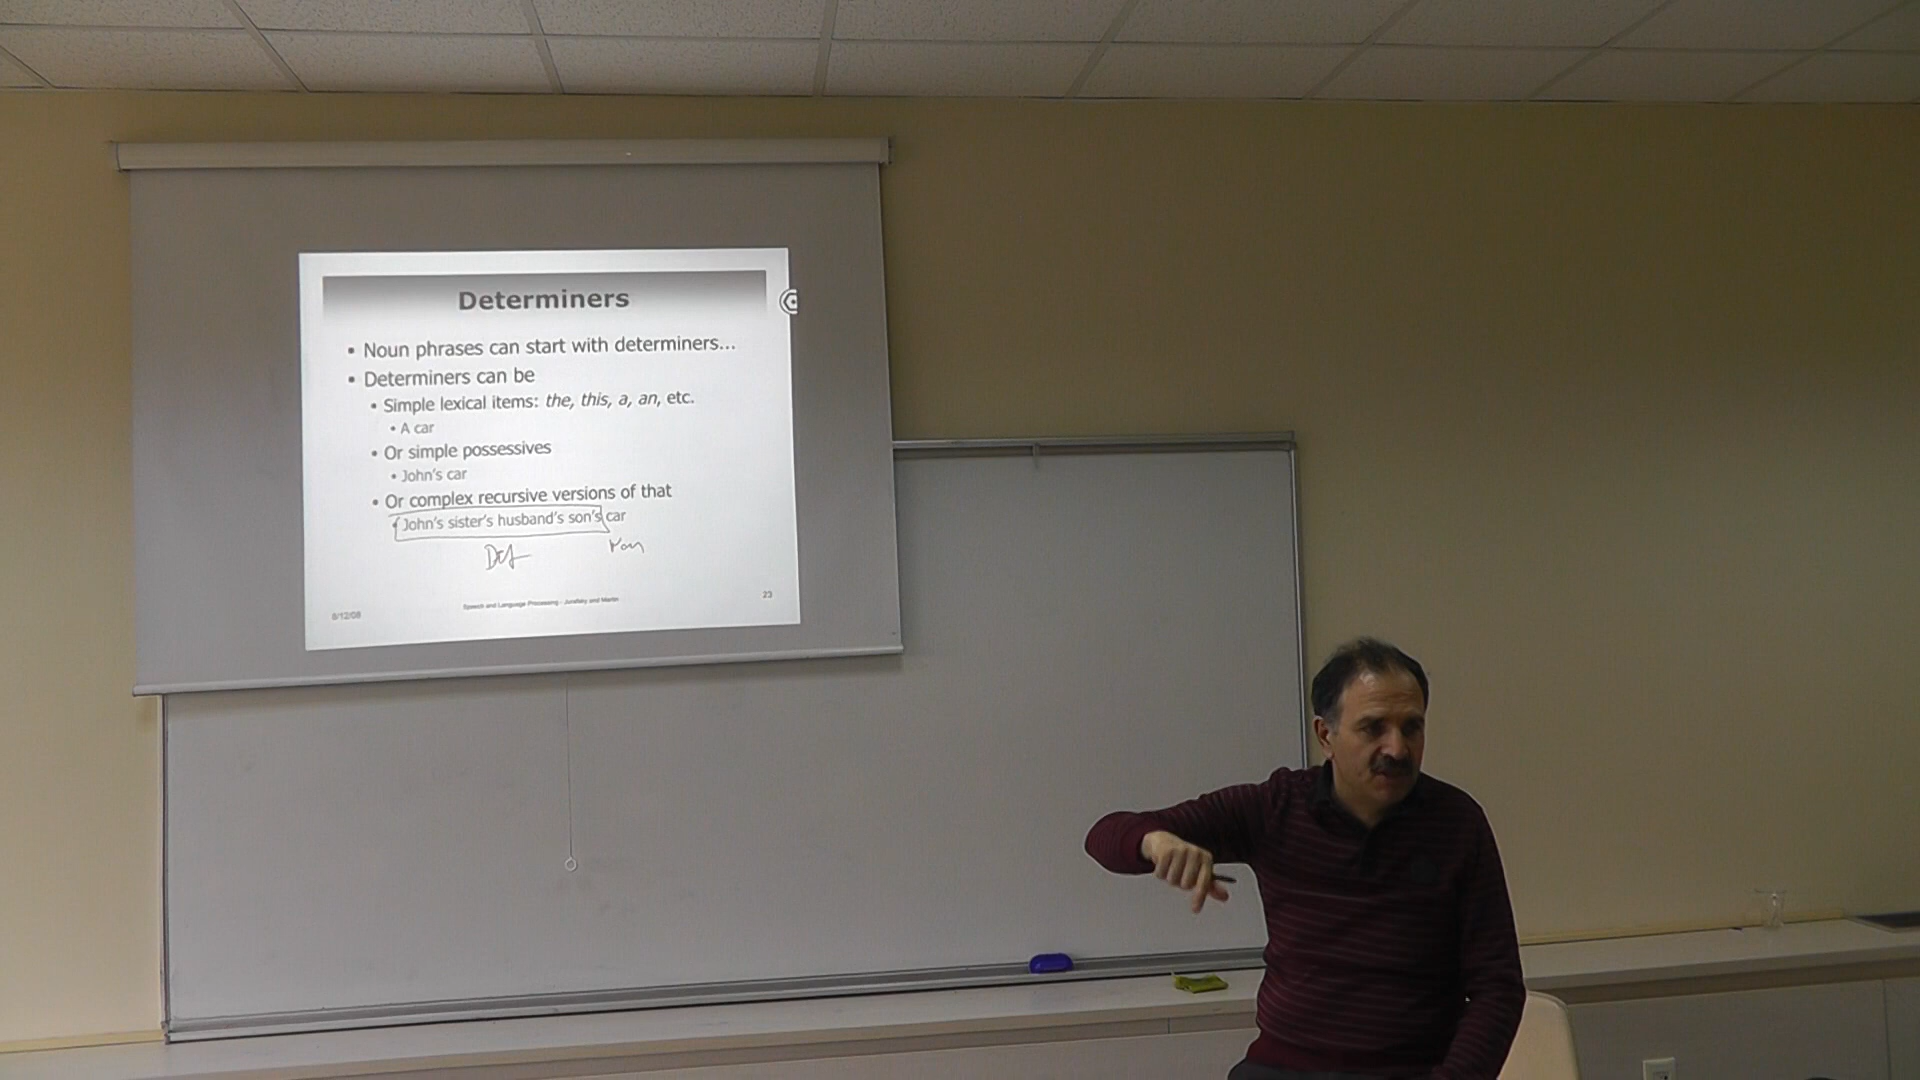 Determiners
• Noun phrases can start with determiners...
• Determiners can be
• Simple lexical items: the, this, a, an, etc.
• A car
• Or simple possessives
• John's car
• Or complex recursive versions of that
John's sister's husband's son's car
Det
8/12/08
Speech and Language Processing - Jurafsky and Martin
23